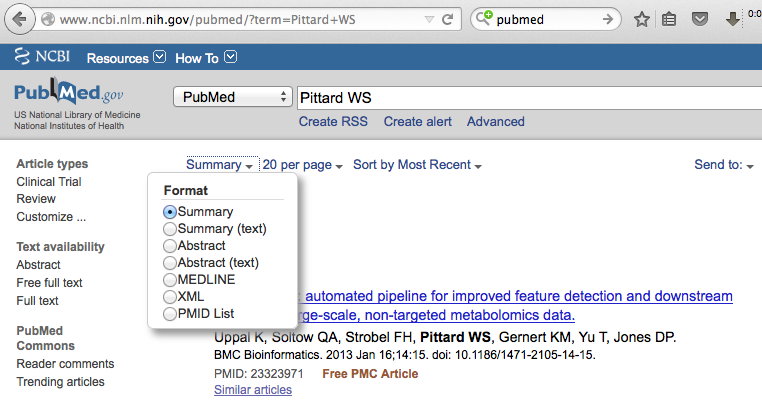 www.ncbi.nlm.nih.gov/pubmed/?term=Pittard+WS
pubmed
0:0
NCBI Resources How To
PubMed.gov
US National Library of Medicine
National Institutes of Health
PubMed
Pittard WS
Create RSS Create alert Advanced
Article types
Clinical Trial
Review
Customize ...
Text availability
Abstract
Free full text
Full text
PubMed
Commons
Reader comments
Trending articles
Summary 20 per page Sort by Most Recent Send to:
Format
Summary
Summary (text)
Abstract
Abstract (text)
MEDLINE
XML
PMID List
automated pipeline for improved feature detection and downstream
rge-scale, non-targeted metabolomics data.
Uppal K, Soltow QA, Strobel FH, Pittard WS, Gernert KM, Yu T, Jones DP.
BMC Bioinformatics. 2013 Jan 16;14:15. doi: 10.1186/1471-2105-14-15.
PMID: 23323971 Free PMC Article
Similar articles